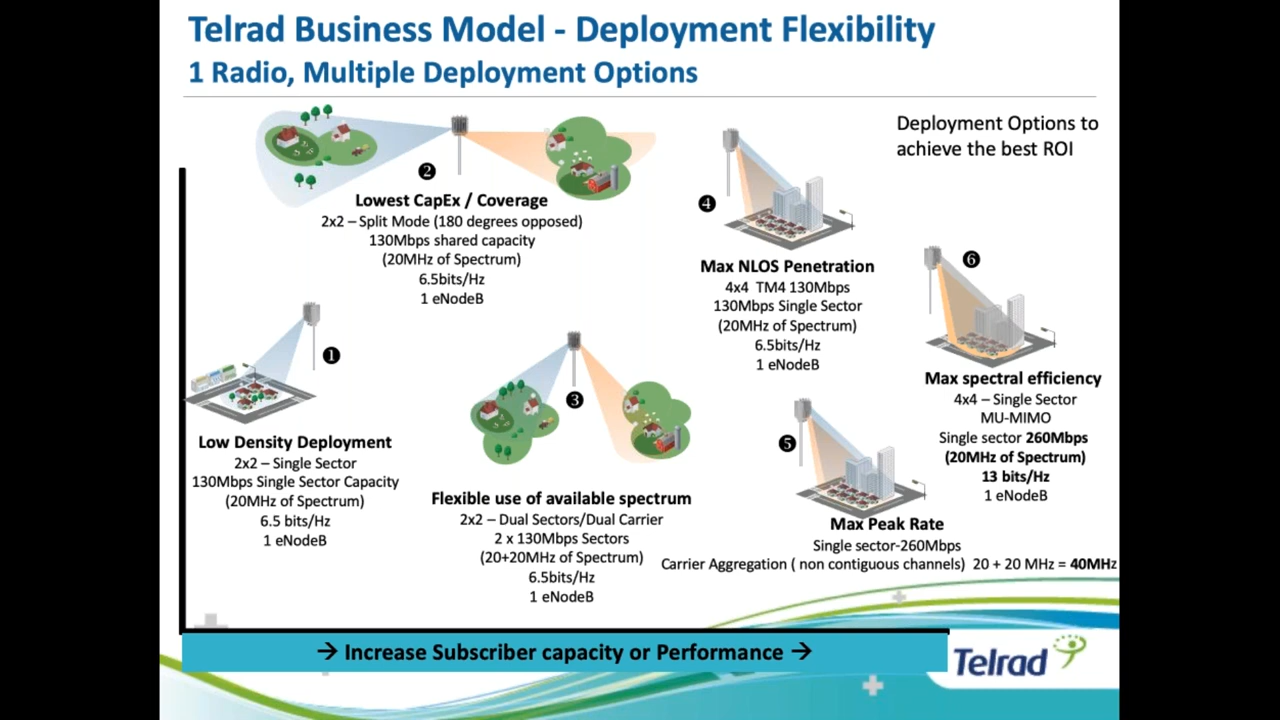 Telrad Business Model - Deployment Flexibility
1 Radio, Multiple Deployment Options
Deployment Options to
achieve the best ROI
1
Low Density Deployment
2x2 – Single Sector
130Mbps Single Sector Capacity
(20MHz of Spectrum)
6.5 bits/Hz
1 eNodeB
2
Lowest CapEx / Coverage
2x2 – Split Mode (180 degrees opposed)
130Mbps shared capacity
(20MHz of Spectrum)
6.5bits/Hz
1 eNodeB
3
Flexible use of available spectrum
2x2 – Dual Sectors/Dual Carrier
2 x 130Mbps Sectors
(20+20MHz of Spectrum)
6.5bits/Hz
1 eNodeB
4
Max NLOS Penetration
4x4 TM4 130Mbps
130Mbps Single Sector
(20MHz of Spectrum)
6.5bits/Hz
1 eNodeB
5
Max Peak Rate
Single sector-260Mbps
Carrier Aggregation ( non contiguous channels) 20 + 20 MHz = 40MHz
6
Max spectral efficiency
4x4 – Single Sector
MU-MIMO
Single sector 260Mbps
(20MHz of Spectrum)
13 bits/Hz
1 eNodeB
→ Increase Subscriber capacity or Performance →
Telrad